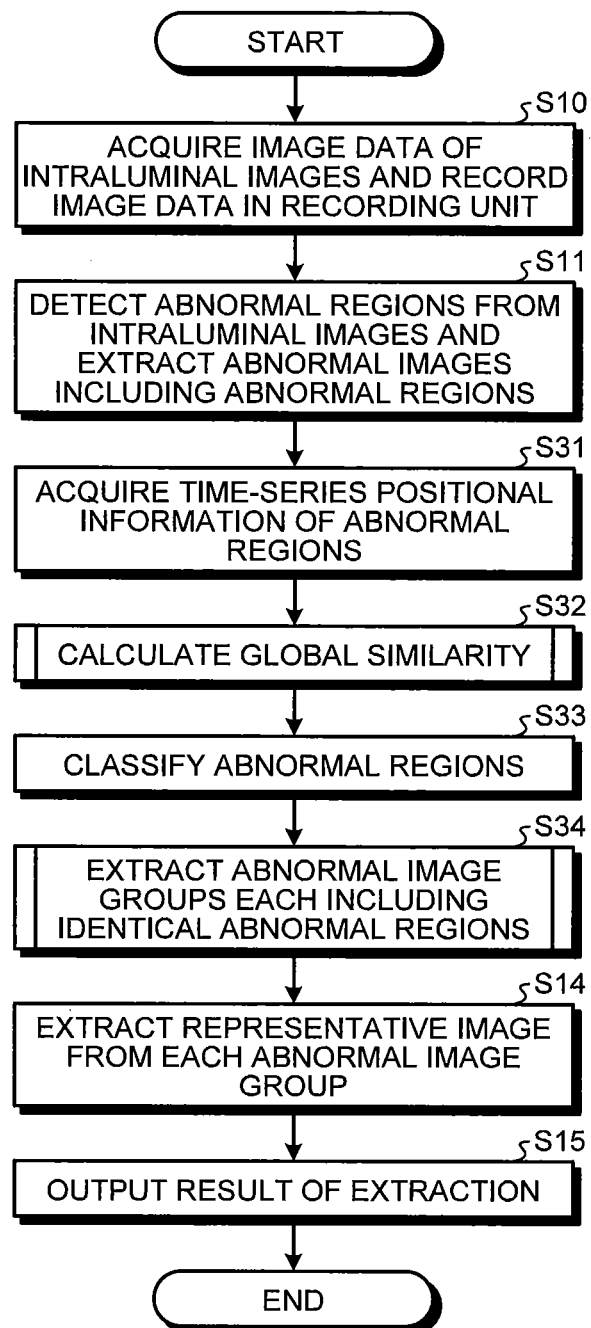 START
S10
ACQUIRE IMAGE DATA OF
INTRALUMINAL IMAGES AND RECORD
IMAGE DATA IN RECORDING UNIT
S11
DETECT ABNORMAL REGIONS FROM
INTRALUMINAL IMAGES AND
EXTRACT ABNORMAL IMAGES
INCLUDING ABNORMAL REGIONS
S31
ACQUIRE TIME-SERIES POSITIONAL
INFORMATION OF ABNORMAL
REGIONS
S32
CALCULATE GLOBAL SIMILARITY
S33
CLASSIFY ABNORMAL REGIONS
S34
EXTRACT ABNORMAL IMAGE
GROUPS EACH INCLUDING
IDENTICAL ABNORMAL REGIONS
S14
EXTRACT REPRESENTATIVE IMAGE
FROM EACH ABNORMAL IMAGE
GROUP
S15
OUTPUT RESULT OF EXTRACTION
END